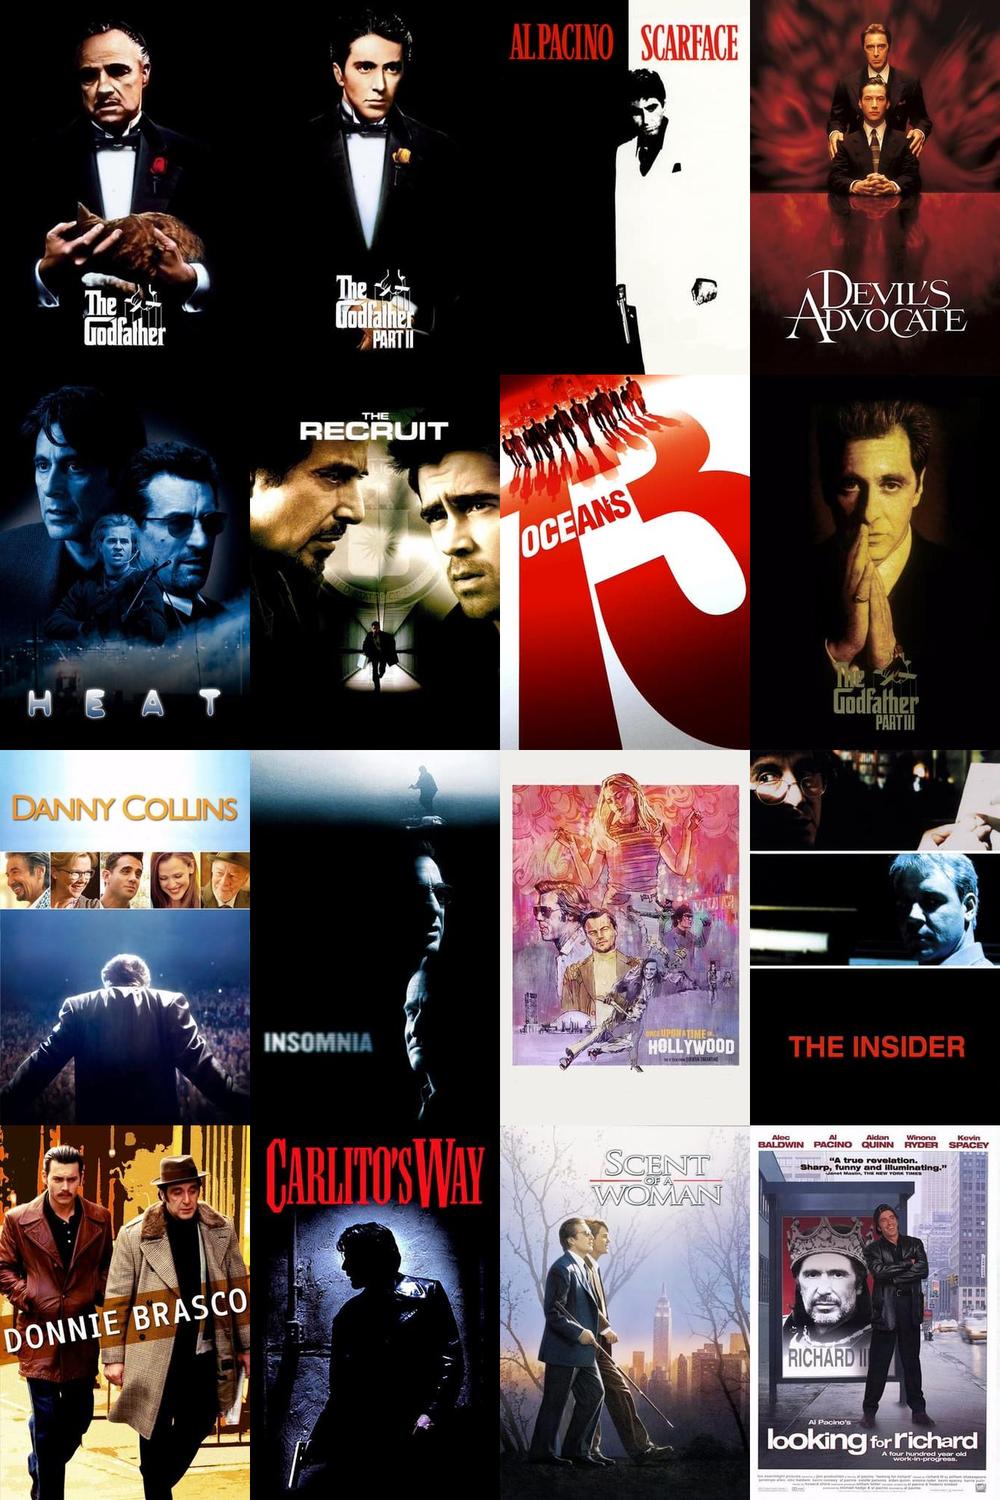 The
Godfather
The
Godfather
PART II
AL PACINO SCARFACE
DEVIL'S
ADVOCATE
HEAT
THE
RECRUIT
OCEAN'S
13
The
Godfather
PART III
DANNY COLLINS
INSOMNIA
ONCE UPON A TIME IN...
HOLLYWOOD
THE INSIDER
DONNIE BRASCO
CARLITO'S WAY
SCENT
OF A
WOMAN
Alec BALDWIN Al PACINO Aidan QUINN Winona RYDER Kevin SPACEY
"A true revelation.
Sharp, funny and illuminating."
Janet Maslin, THE NEW YORK TIMES
RICHARD III
Al Pacino's
looking for richard
A four hundred year
work-in-progress.